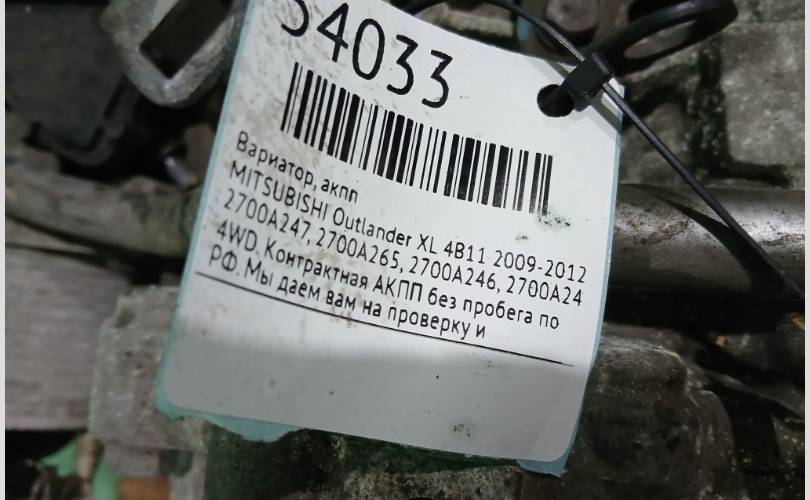 54033
Вариатор, акпп
MITSUBISHI Outlander XL 4B11 2009-2012
2700A247, 2700A265, 2700A246, 2700A24
4WD. Контрактная АКПП без пробега по
РФ. Мы даем вам на проверку и